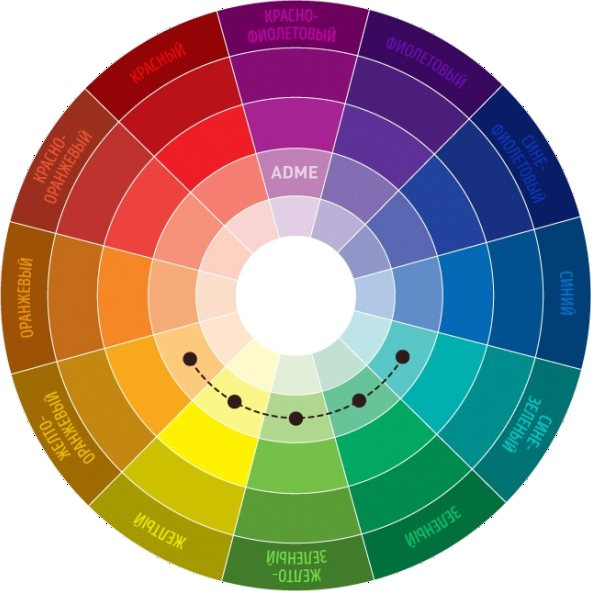 КРАСНО-
ФИОЛЕТОВЫЙ
ФИОЛЕТОВЫЙ
СИНЕ-
ФИОЛЕТОВЫЙ
СИНИЙ
СИНЕ-
ЗЕЛЕНЫЙ
ЗЕЛЕНЫЙ
ЖЕЛТО-
ЗЕЛЕНЫЙ
ЖЕЛТЫЙ
ЖЕЛТО-
ОРАНЖЕВЫЙ
ОРАНЖЕВЫЙ
КРАСНО-
ОРАНЖЕВЫЙ
КРАСНЫЙ
ADME